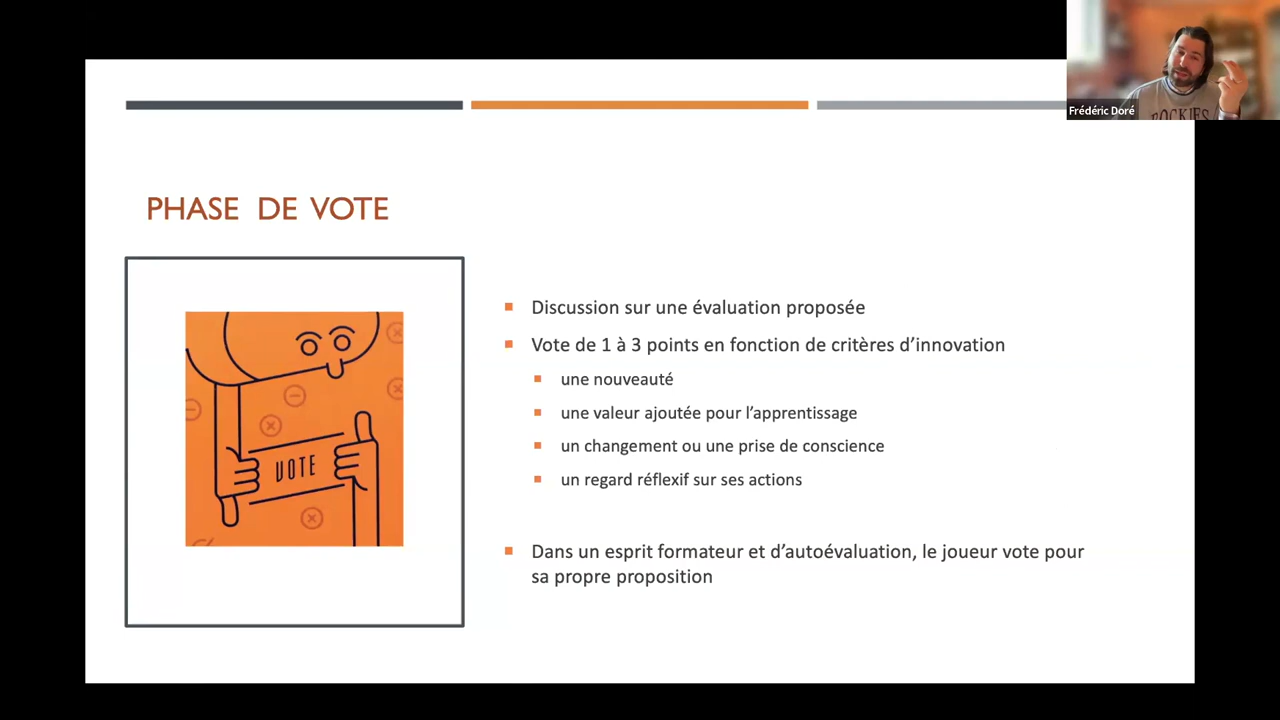 Frédéric Doré
ROCKIES
PHASE DE VOTE
VOTE
Discussion sur une évaluation proposée
Vote de 1 à 3 points en fonction de critères d’innovation
une nouveauté
une valeur ajoutée pour l’apprentissage
un changement ou une prise de conscience
un regard réflexif sur ses actions
Dans un esprit formateur et d’autoévaluation, le joueur vote pour
sa propre proposition